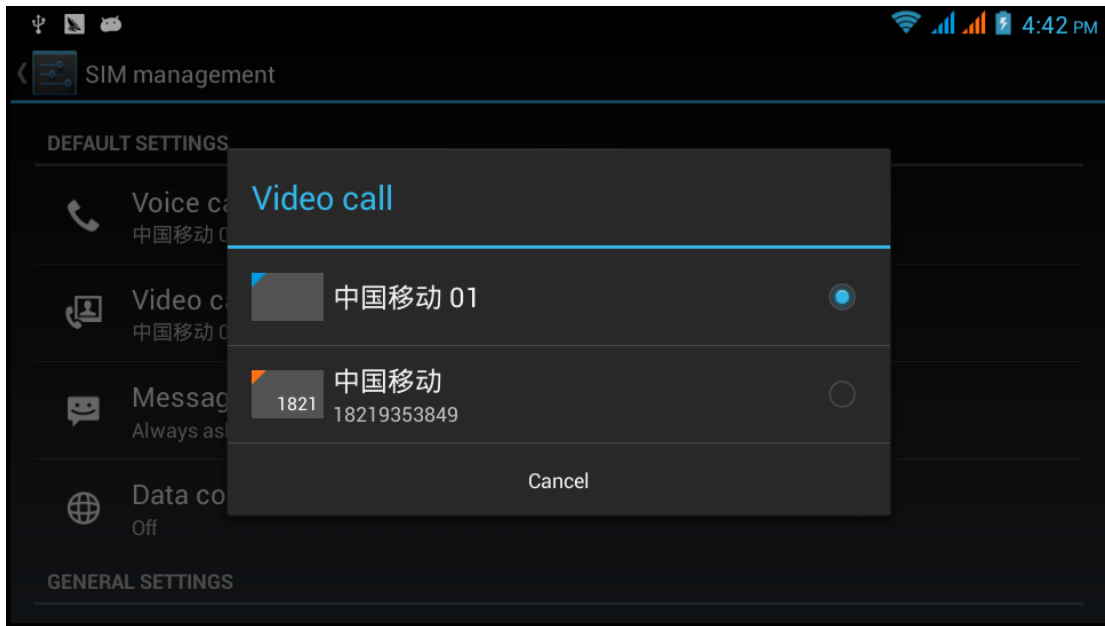 4:42 PM
SIM management
DEFAULT SETTINGS
Voice ca
中国移动 0
Video ca
中国移动 0
Messag
Always as
Data co
Off
GENERAL SETTINGS
Video call
中国移动 01
1821
中国移动
18219353849
Cancel